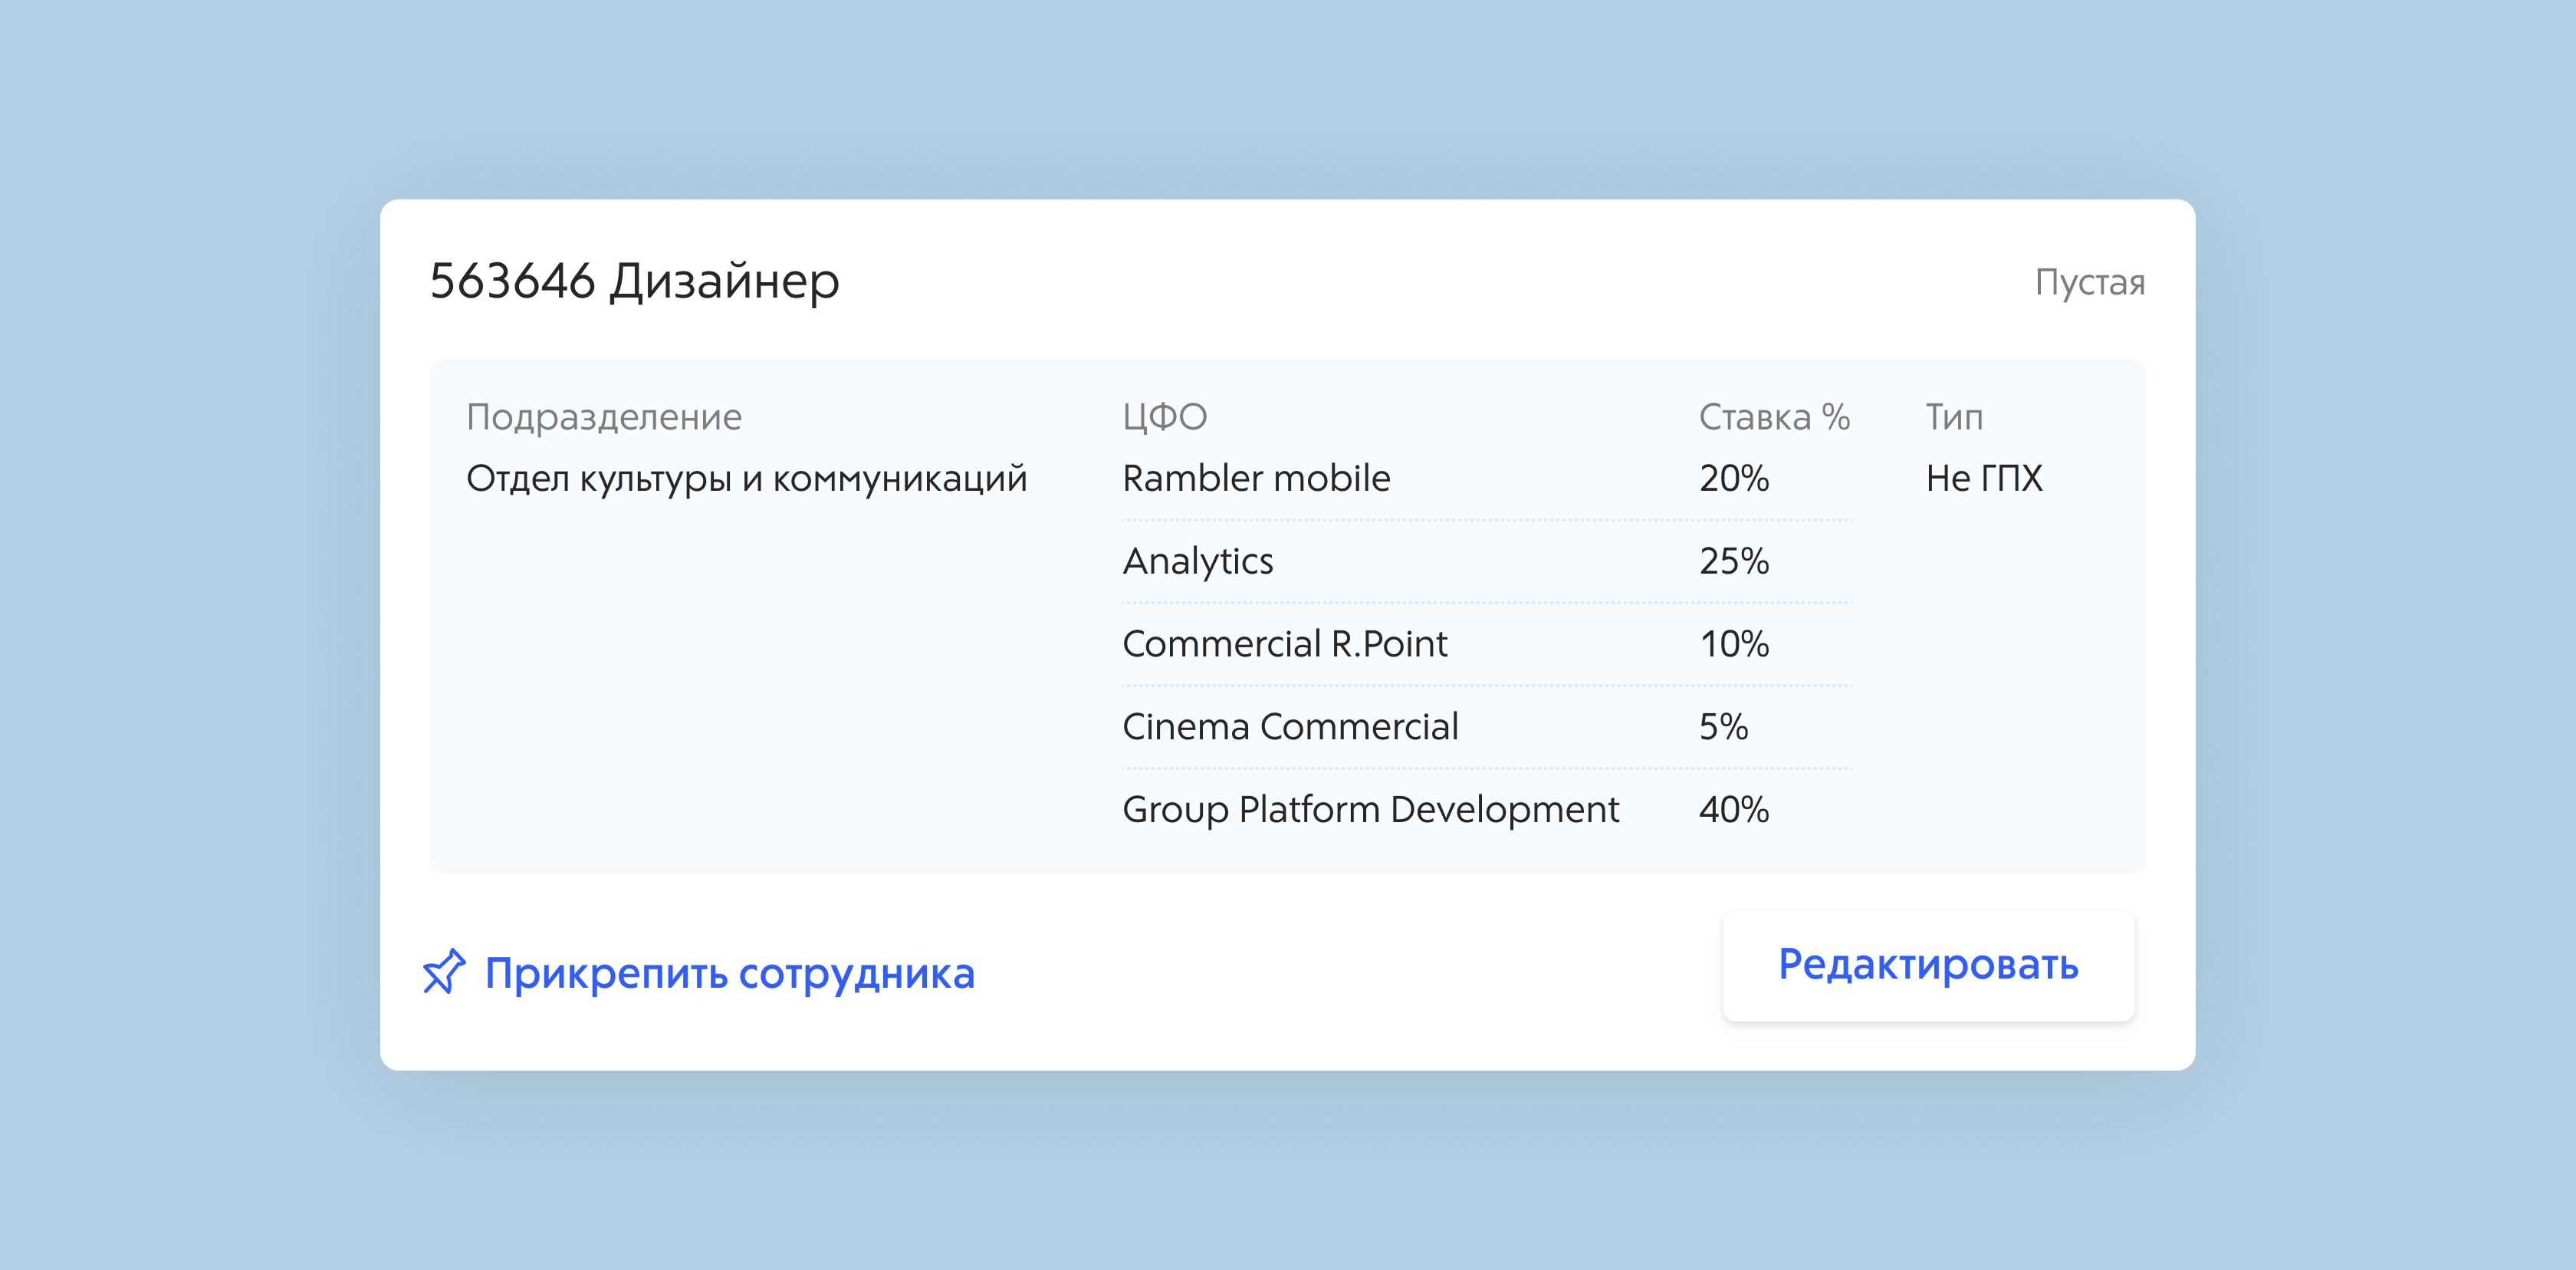 563646 Дизайнер
Пустая
Подразделение ЦФО Ставка % Тип
Отдел культуры и коммуникаций Rambler mobile 20% Не ГПХ
Analytics 25%
Commercial R.Point 10%
Cinema Commercial 5%
Group Platform Development 40%
Прикрепить сотрудника
Редактировать